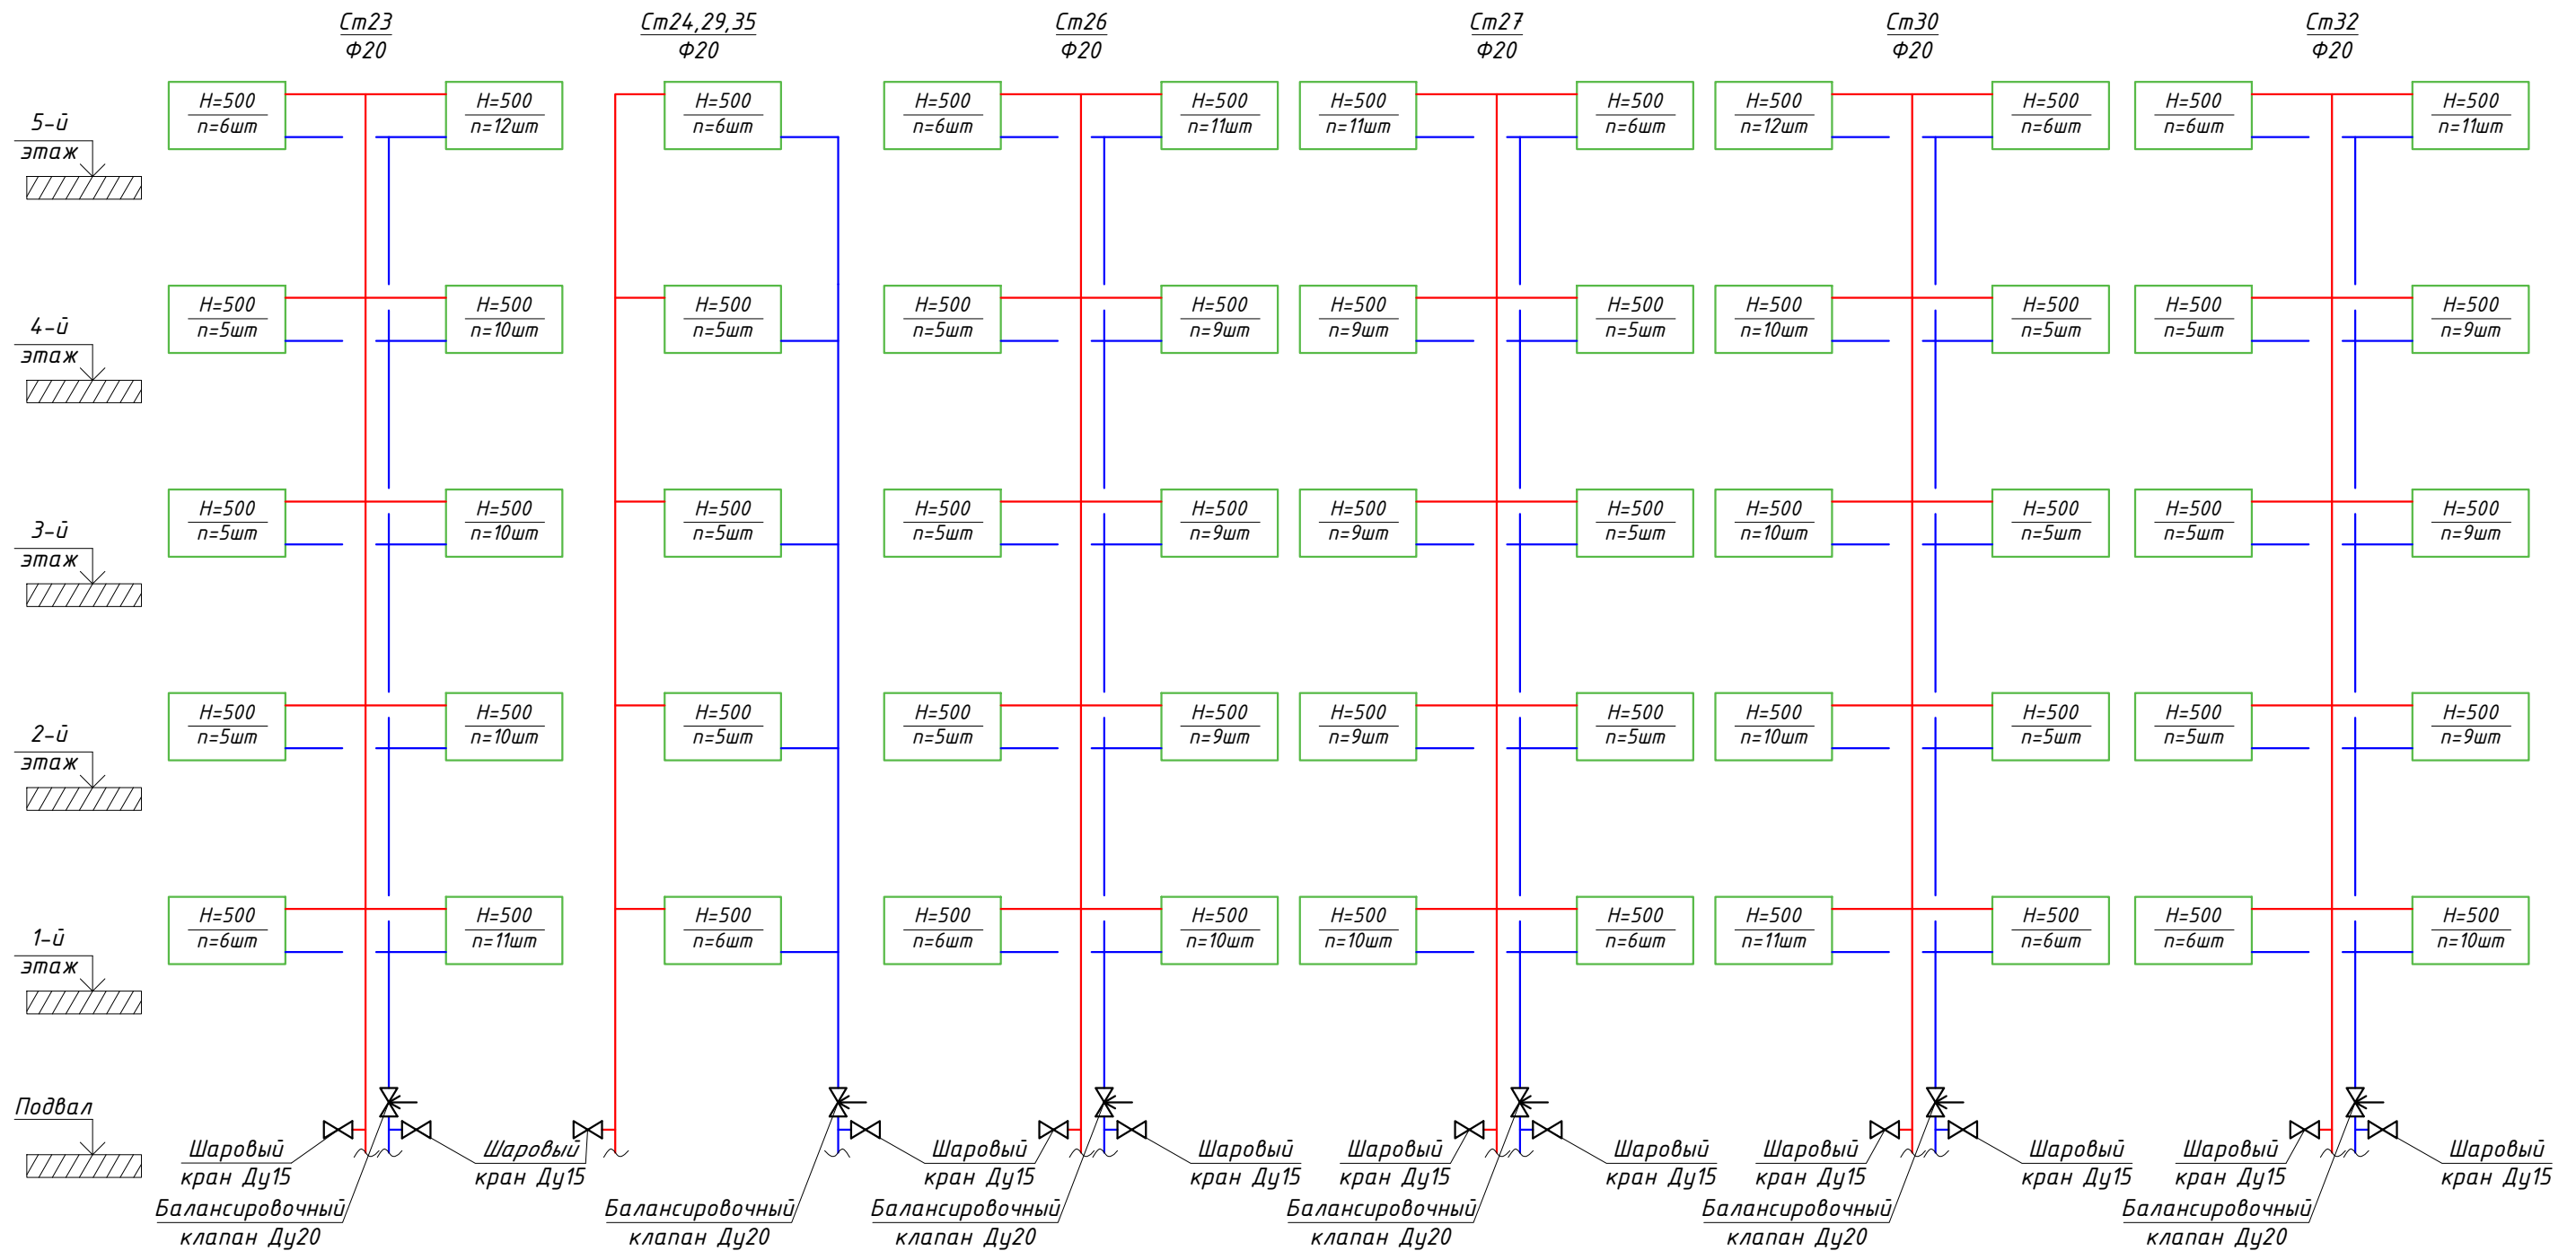 Ст23
Ф20
Ст24,29,35
Ф20
Ст26
Ф20
Ст27
Ф20
Ст30
Ф20
Ст32
Ф20
5-й
этаж
H=500
n=6шт
H=500
n=12шт
H=500
n=6шт
H=500
n=6шт
H=500
n=11шт
H=500
n=11шт
H=500
n=6шт
H=500
n=12шт
H=500
n=6шт
H=500
n=6шт
H=500
n=11шт
4-й
этаж
H=500
n=5шт
H=500
n=10шт
H=500
n=5шт
H=500
n=5шт
H=500
n=9шт
H=500
n=9шт
H=500
n=5шт
H=500
n=10шт
H=500
n=5шт
H=500
n=5шт
H=500
n=9шт
3-й
этаж
H=500
n=5шт
H=500
n=10шт
H=500
n=5шт
H=500
n=5шт
H=500
n=9шт
H=500
n=9шт
H=500
n=5шт
H=500
n=10шт
H=500
n=5шт
H=500
n=5шт
H=500
n=9шт
2-й
этаж
H=500
n=5шт
H=500
n=10шт
H=500
n=5шт
H=500
n=5шт
H=500
n=9шт
H=500
n=9шт
H=500
n=5шт
H=500
n=10шт
H=500
n=5шт
H=500
n=5шт
H=500
n=9шт
1-й
этаж
H=500
n=6шт
H=500
n=11шт
H=500
n=6шт
H=500
n=6шт
H=500
n=10шт
H=500
n=10шт
H=500
n=6шт
H=500
n=11шт
H=500
n=6шт
H=500
n=6шт
H=500
n=10шт
Подвал
Шаровый
кран Ду15
Шаровый
кран Ду15
Шаровый
кран Ду15
Шаровый
кран Ду15
Шаровый
кран Ду15
Шаровый
кран Ду15
Шаровый
кран Ду15
Шаровый
кран Ду15
Шаровый
кран Ду15
Шаровый
кран Ду15
Балансировочный
клапан Ду20
Балансировочный
клапан Ду20
Балансировочный
клапан Ду20
Балансировочный
клапан Ду20
Балансировочный
клапан Ду20
Балансировочный
клапан Ду20